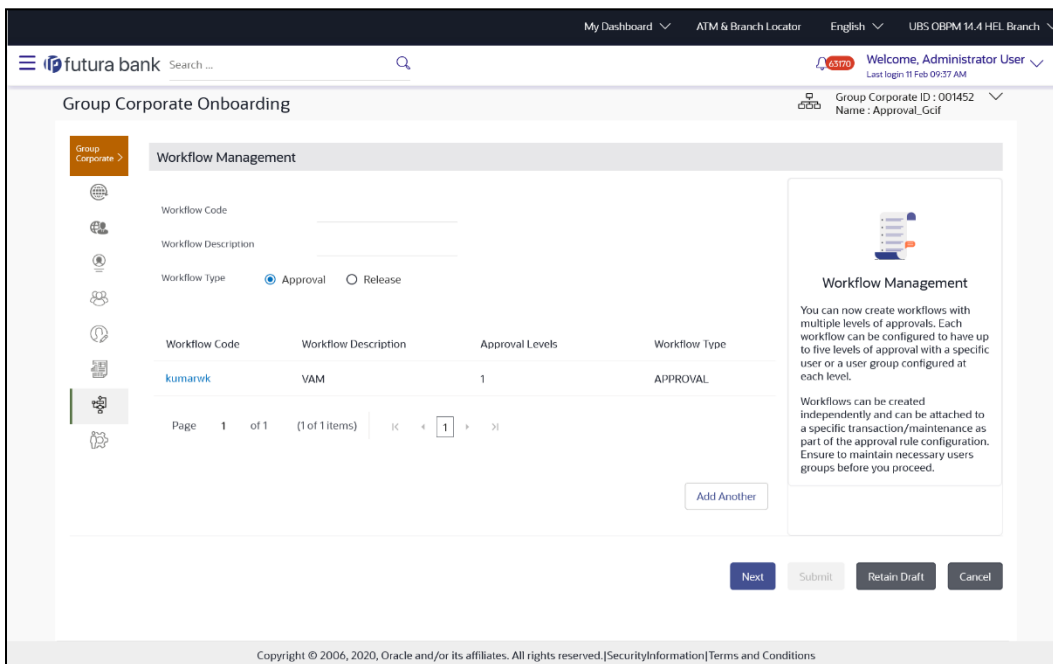 My Dashboard ATM & Branch Locator English UBS OBPM 14.4 HEL Branch
futura bank Search ... 63170 Welcome, Administrator User
Last login 11 Feb 09:37 AM
Group Corporate Onboarding
Group Corporate ID : 001452
Name : Approval_Gcif
Group
Corporate >
Workflow Management
Workflow Code
Workflow Description
Workflow Type Approval Release
Workflow Code Workflow Description Approval Levels Workflow Type
kumarwk VAM 1 APPROVAL
Page 1 of 1 (1 of 1 items) 1
Add Another
Workflow Management
You can now create workflows with
multiple levels of approvals. Each
workflow can be configured to have up
to five levels of approval with a specific
user or a user group configured at
each level.
Workflows can be created
independently and can be attached to
a specific transaction/maintenance as
part of the approval rule configuration.
Ensure to maintain necessary users
groups before you proceed.
Next Submit Retain Draft Cancel
Copyright © 2006, 2020, Oracle and/or its affiliates. All rights reserved.|SecurityInformation|Terms and Conditions